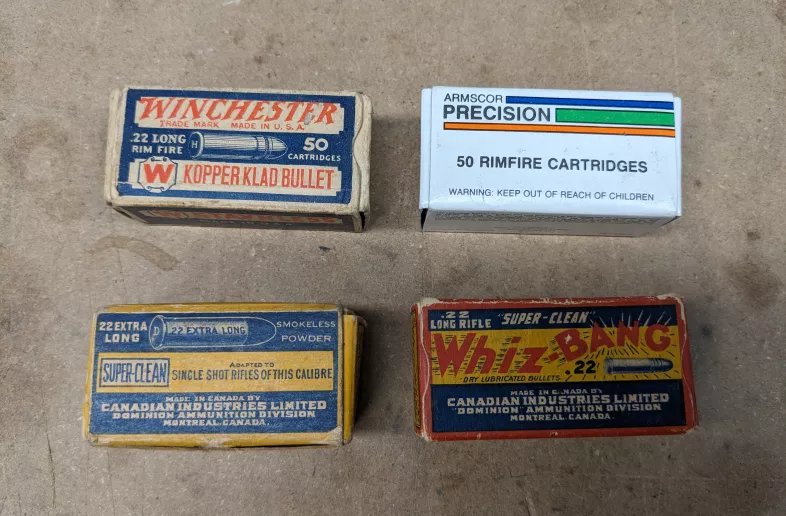 WINCHESTER
TRADE MARK MADE IN U.S.A.
.22 LONG
RIM FIRE
H
50
CARTRIDGES
W
KOPPERKLAD BULLET
ARMSCOR
PRECISION
50 RIMFIRE CARTRIDGES
WARNING: KEEP OUT OF REACH OF CHILDREN
22 EXTRA
LONG
D
.22 EXTRA LONG
SMOKELESS
POWDER
SUPER-CLEAN
ADAPTED TO
SINGLE SHOT RIFLES OF THIS CALIBRE
MADE IN CANADA BY
CANADIAN INDUSTRIES LIMITED
DOMINION AMMUNITION DIVISION
MONTREAL, CANADA.
.22
LONG RIFLE
"SUPER-CLEAN"
WHIZ-BANG
.22
DRY LUBRICATED BULLETS
MADE IN CANADA BY
CANADIAN INDUSTRIES LIMITED
"DOMINION" AMMUNITION DIVISION
MONTREAL, CANADA.